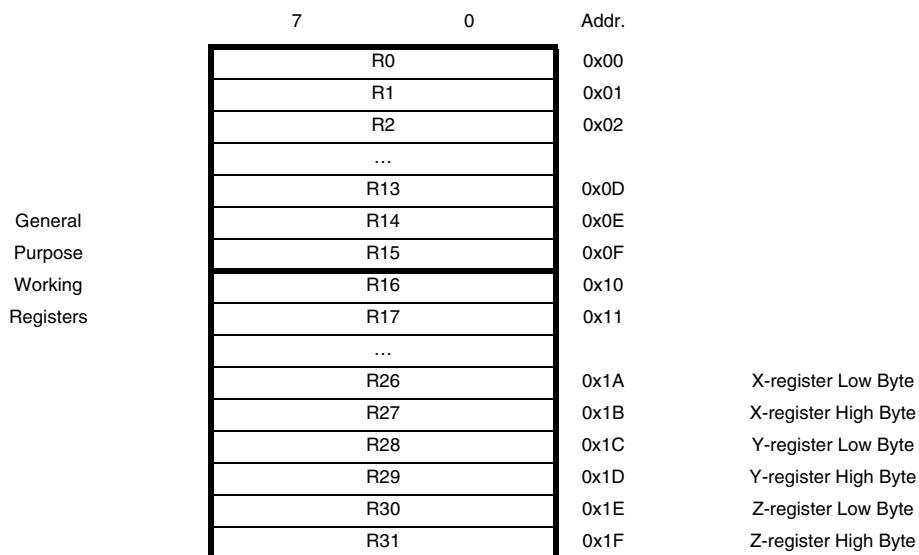 7 0 Addr.
R0 0x00
R1 0x01
R2 0x02
…
R13 0x0D
General R14 0x0E
Purpose R15 0x0F
Working R16 0x10
Registers R17 0x11
…
R26 0x1A X-register Low Byte
R27 0x1B X-register High Byte
R28 0x1C Y-register Low Byte
R29 0x1D Y-register High Byte
R30 0x1E Z-register Low Byte
R31 0x1F Z-register High Byte